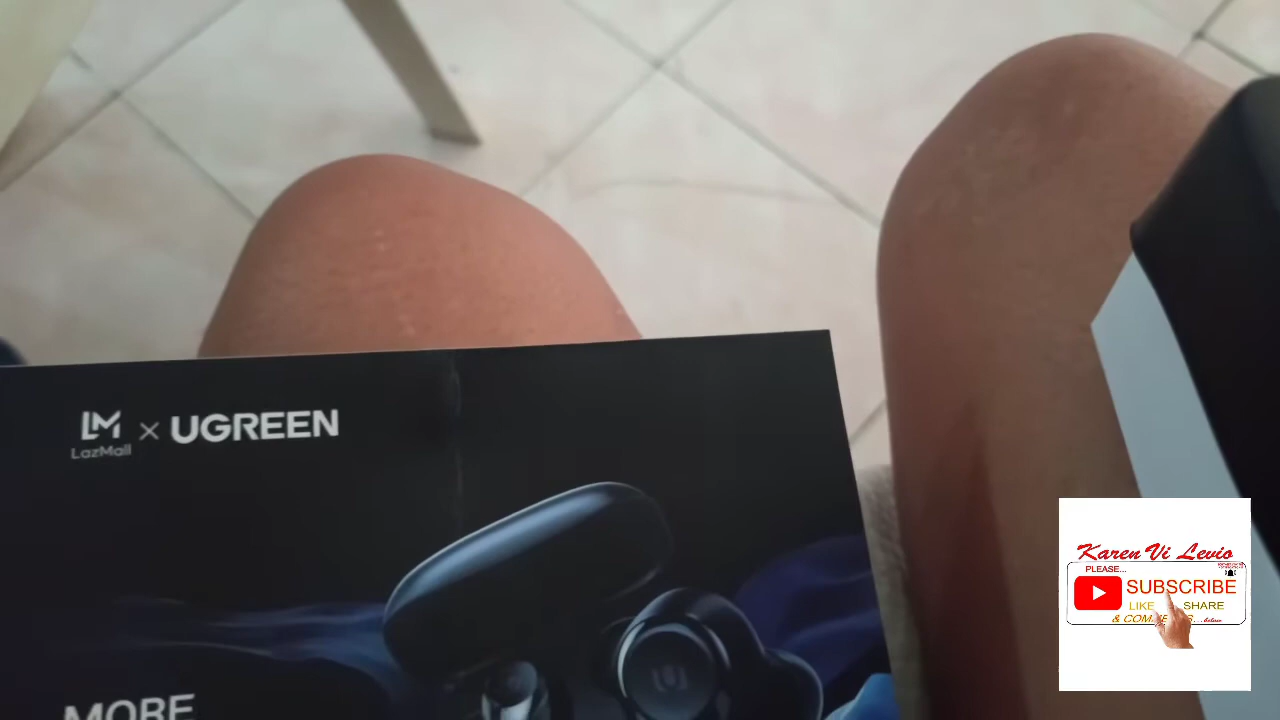 LM
LazMall × UGREEN
MORE
Karen Vi Levio
PLEASE...
SUBSCRIBE
LIKE SHARE